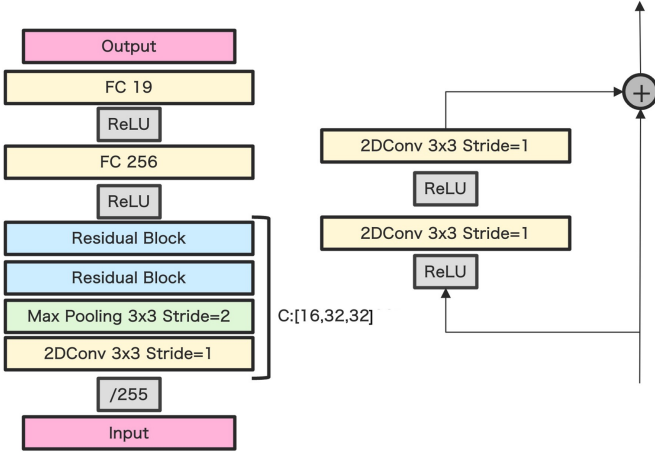 Output
FC 19
ReLU
FC 256
ReLU
Residual Block
Residual Block
Max Pooling 3x3 Stride=2
2DConv 3x3 Stride=1
/255
Input
C:[16,32,32]
+
2DConv 3x3 Stride=1
ReLU
2DConv 3x3 Stride=1
ReLU